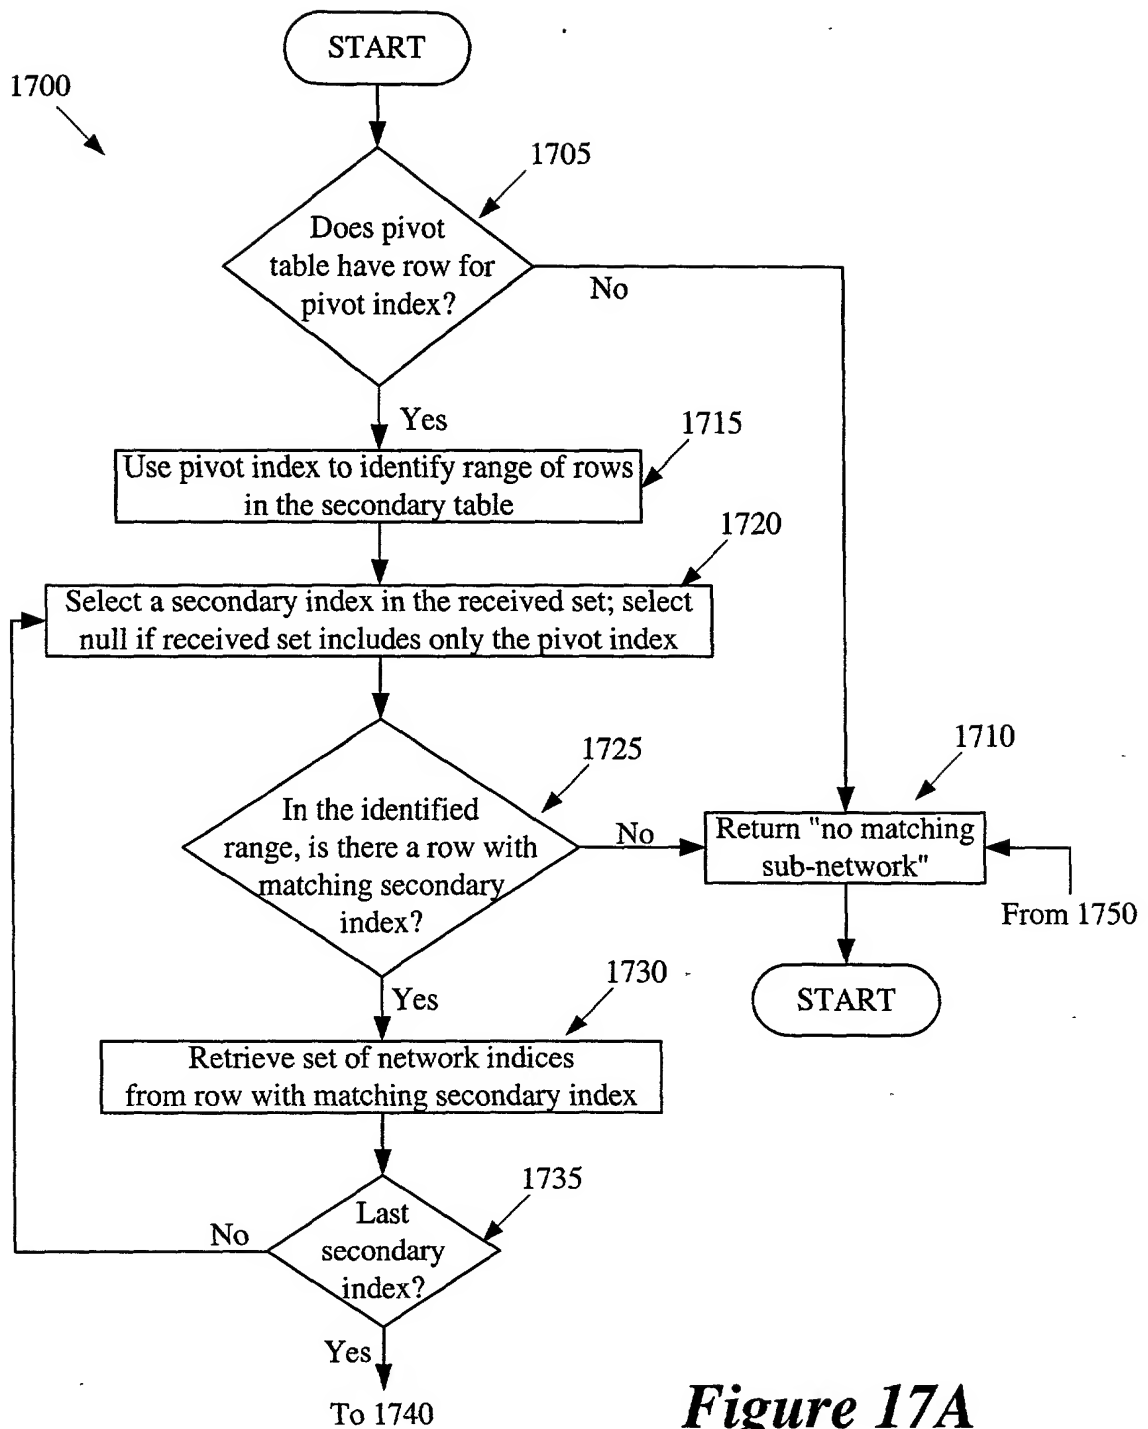 START
1700
1705
Does pivot
table have row for
pivot index?
No
Yes
1715
Use pivot index to identify range of rows
in the secondary table
1720
Select a secondary index in the received set; select
null if received set includes only the pivot index
1725
In the identified
range, is there a row with
matching secondary
index?
No
1710
Return "no matching
sub-network"
From 1750
START
Yes
1730
Retrieve set of network indices
from row with matching secondary index
1735
Last
secondary
index?
No
Yes
To 1740
Figure 17A